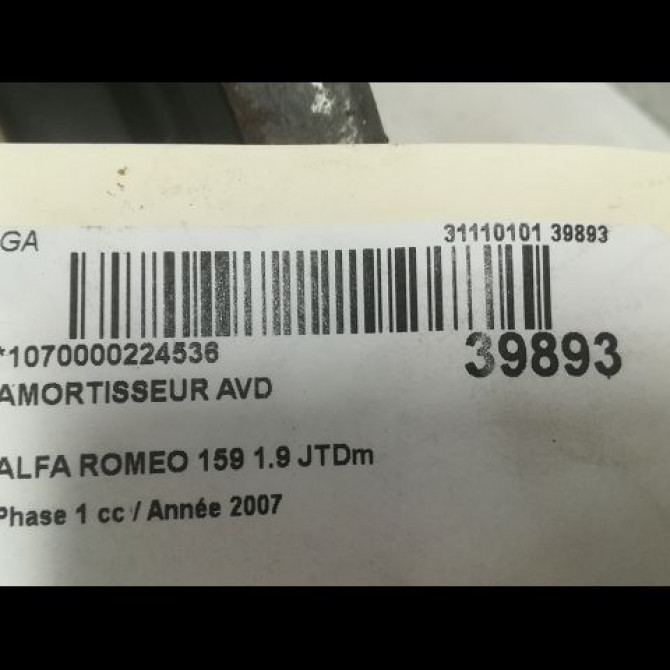 GA 31110101 39893
*1070000224536 39893
AMORTISSEUR AVD
ALFA ROMEO 159 1.9 JTDm
Phase 1 cc / Année 2007